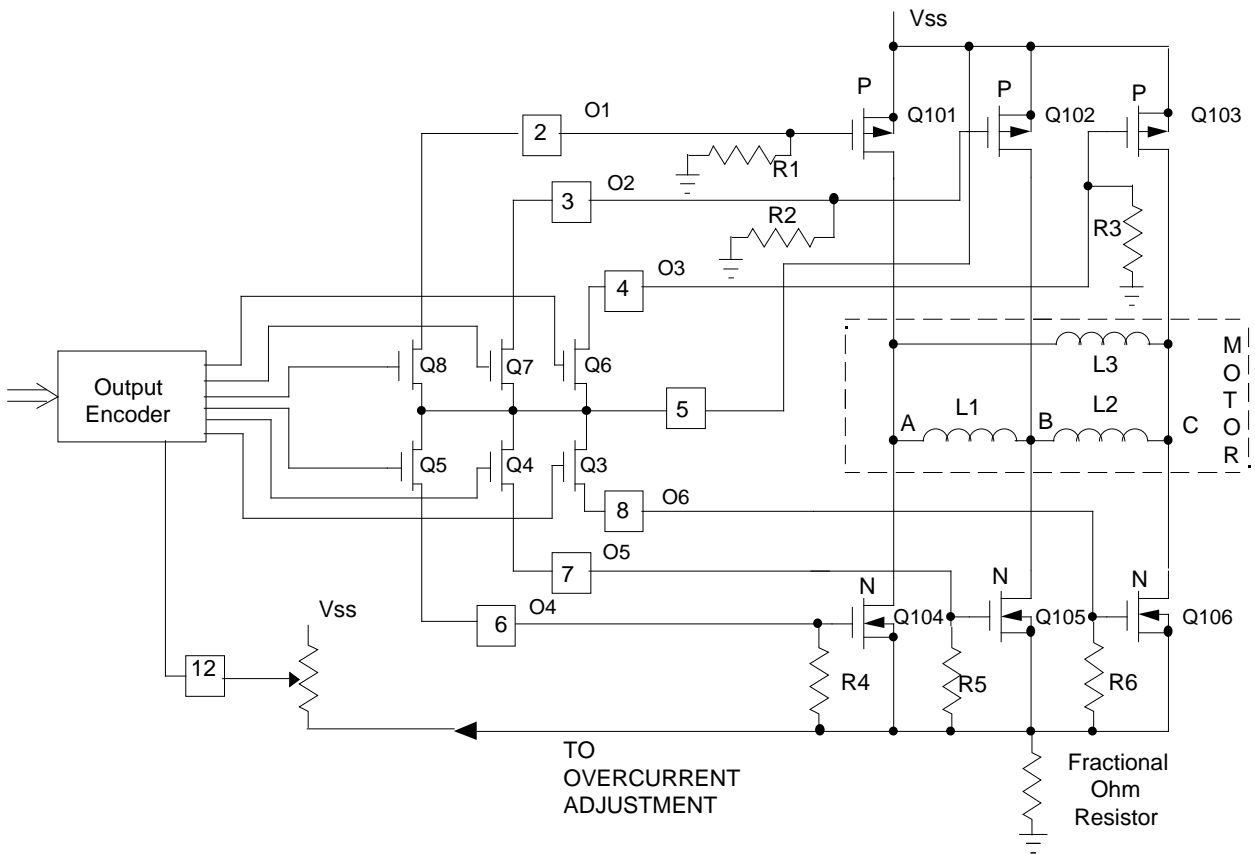 Vss
P
Q101
P
Q102
P
Q103
2
O1
R1
3
O2
R2
R3
4
O3
Output
Encoder
Q8
Q7
Q6
5
Q5
Q4
Q3
L3
A
L1
B
L2
C
MOTOR
8
O6
7
O5
6
O4
N
Q104
N
Q105
N
Q106
R4
R5
R6
Vss
12
TO
OVERCURRENT
ADJUSTMENT
Fractional
Ohm
Resistor